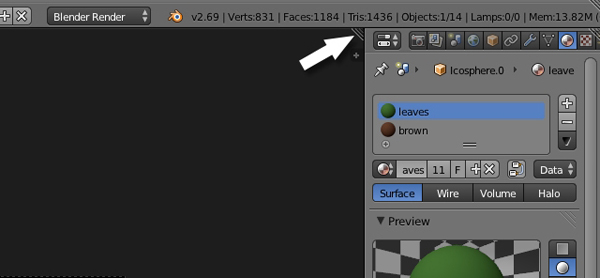 Blender Render
v2.69 | Verts:831 | Faces:1184 | Tris:1436 | Objects:1/14 | Lamps:0/0 | Mem:13.82M (
Icosphere.0
leave
leaves
brown
aves 11 F Data
Surface Wire Volume Halo
Preview